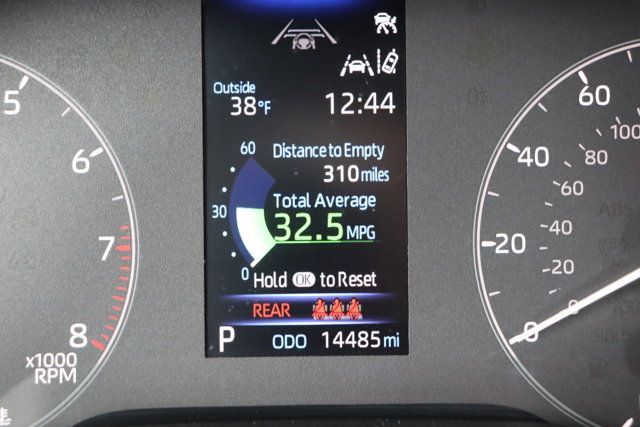 Outside
38°F
12:44
60
30
0
Distance to Empty
310 miles
Total Average
32.5 MPG
Hold OK to Reset
REAR
P ODO 14485 mi
5
6
7
8
x1000
RPM
60
40
20
0
100
80
60
40
20
0